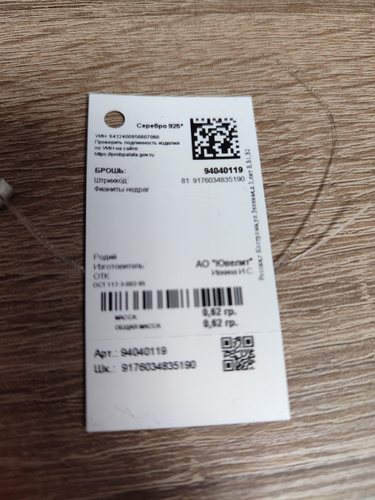 Серебро 925*
УИН: 6432400956607060
Проверить подлинность изделия
по УИН на сайте:
https://probpalata.gov.ru
БРОШЬ: 94040119
Штрихкод: 81: 9176034835190
Фианиты недраг
Родий
Изготовитель: АО "Ювелит"
ОТК: Ивкина И.С.
ОСТ 117-3-002-95
МАССА 0,62 гр.
ОБЩАЯ МАССА 0,62 гр.
Арт.: 94040119
Шк.: 9176034835190